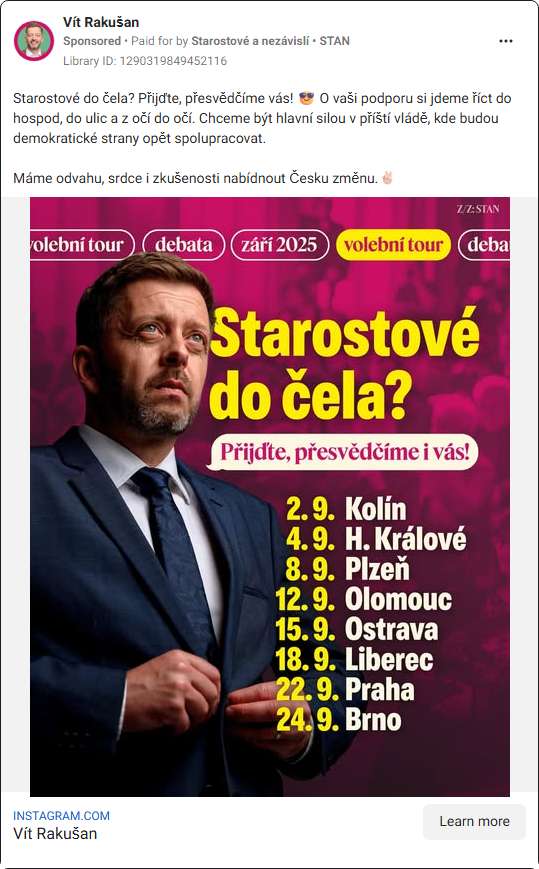 Vít Rakušan
Sponsored • Paid for by Starostové a nezávislí • STAN
Library ID: 1290319849452116
Starostové do čela? Přijďte, přesvědčíme vás! 😎 O vaši podporu si jdeme říct do
hospod, do ulic a z očí do očí. Chceme být hlavní silou v příští vládě, kde budou
demokratické strany opět spolupracovat.
Máme odvahu, srdce i zkušenosti nabídnout Česku změnu.✌🏻
Z/Z: STAN
volební tour debata září 2025 volební tour deba
Starostové
do čela?
Přijďte, přesvědčíme i vás!
2. 9. Kolín
4. 9. H. Králové
8. 9. Plzeň
12. 9. Olomouc
15. 9. Ostrava
18. 9. Liberec
22. 9. Praha
24. 9. Brno
INSTAGRAM.COM
Vít Rakušan
Learn more